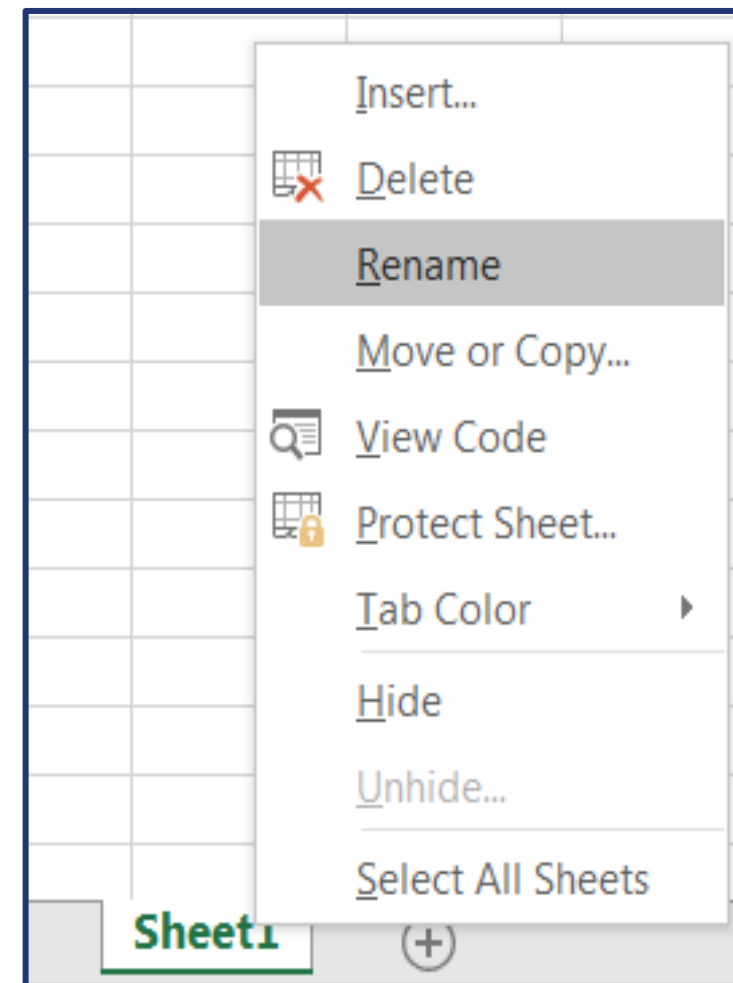 Insert...
Delete
Rename
Move or Copy...
View Code
Protect Sheet...
Tab Color
Hide
Unhide...
Select All Sheets
Sheet1